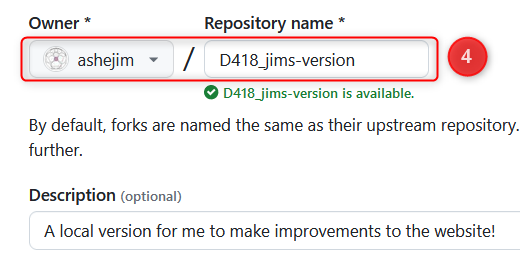 Owner * Repository name *
ashejim / D418_jims-version
4
D418_jims-version is available.
By default, forks are named the same as their upstream repository.
further.
Description (optional)
A local version for me to make improvements to the website!